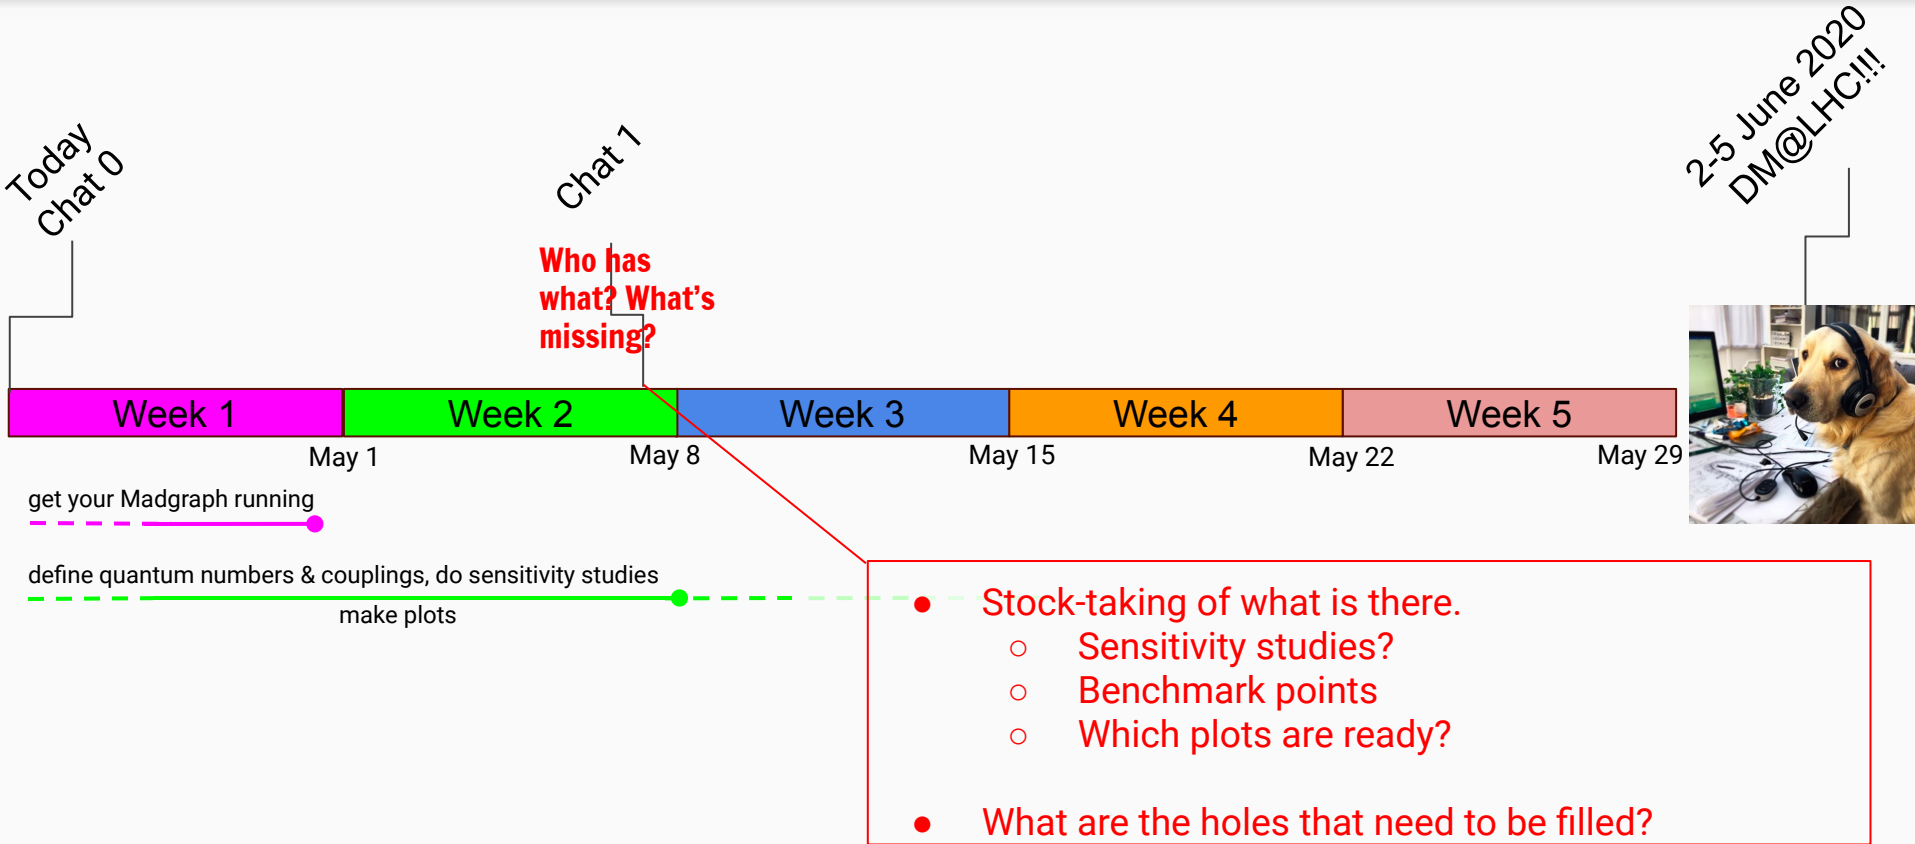 Today
Chat 0
Chat 1
2-5 June 2020
DM@LHC!!!
Who has
what? What's
missing?
Week 1
Week 2
Week 3
Week 4
Week 5
May 1
May 8
May 15
May 22
May 29
get your Madgraph running
define quantum numbers & couplings, do sensitivity studies
make plots
● Stock-taking of what is there.
○ Sensitivity studies?
○ Benchmark points
○ Which plots are ready?
● What are the holes that need to be filled?